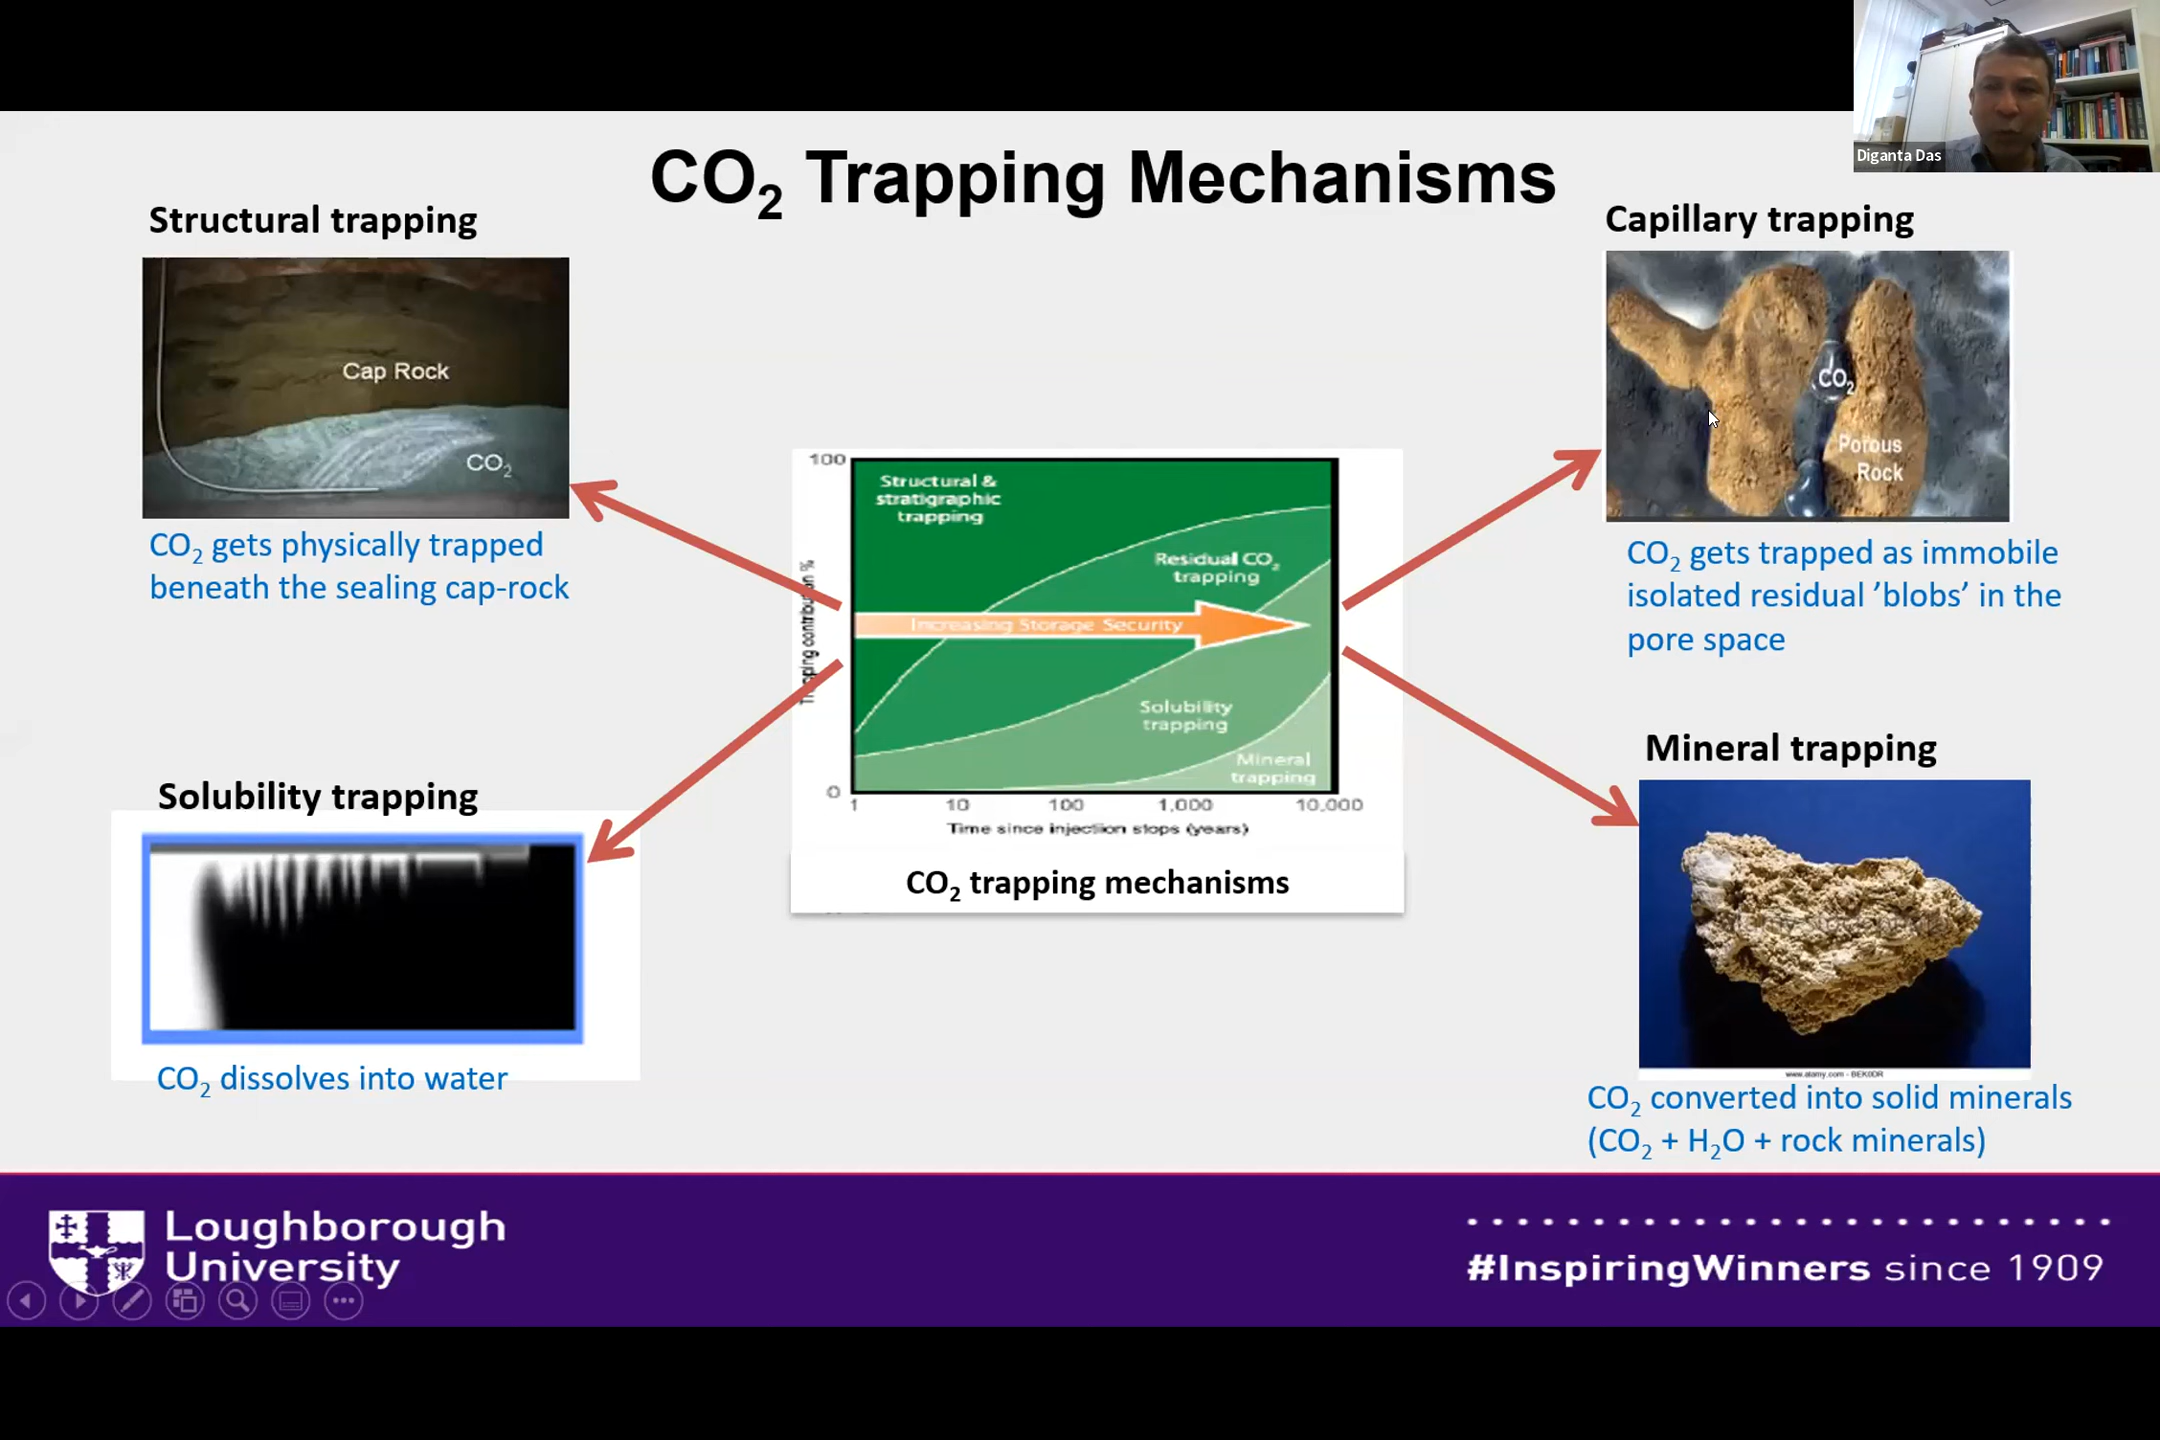 Diganta Das
CO₂ Trapping Mechanisms
Structural trapping
Cap Rock
CO₂
CO₂ gets physically trapped
beneath the sealing cap-rock
Capillary trapping
CO₂
Porous
Rock
CO₂ gets trapped as immobile
isolated residual ’blobs’ in the
pore space
100
Structural &
stratigraphic
trapping
Residual CO₂
trapping
Increasing Storage Security
Trapping contribution %
Solubility
trapping
Mineral
trapping
0
1 10 100 1,000 10,000
Time since injection stops (years)
CO₂ trapping mechanisms
Solubility trapping
CO₂ dissolves into water
Mineral trapping
www.alamy.com - BEK0DR
CO₂ converted into solid minerals
(CO₂ + H₂O + rock minerals)
Loughborough
University
#InspiringWinners since 1909